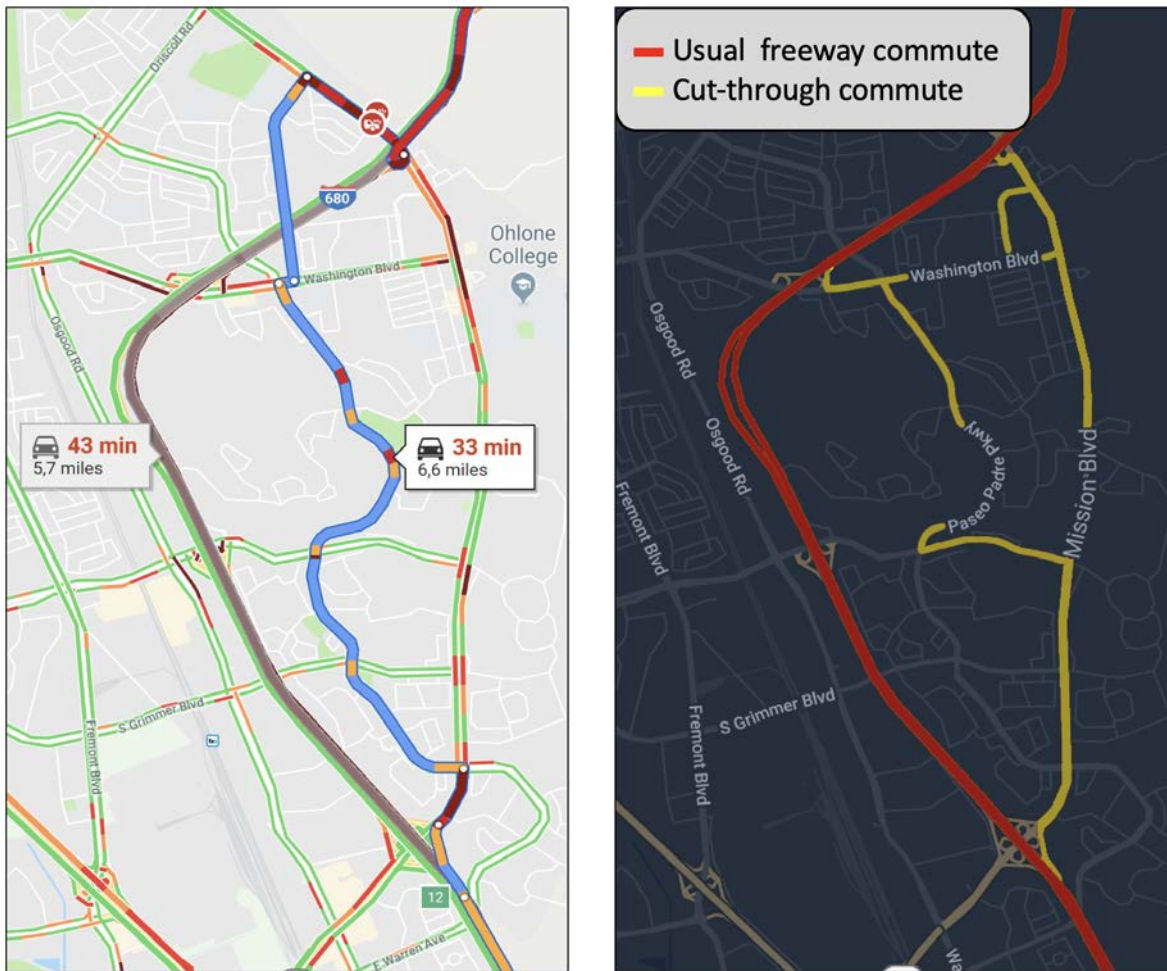 Driscoll Rd
680
Ohlone
College
Washington Blvd
Osgood Rd
43 min
5,7 miles
33 min
6,6 miles
S Grimmer Blvd
Fremont Blvd
12
E Warren Ave
Usual freeway commute
Cut-through commute
Washington Blvd
Osgood Rd
Osgood Rd
Fremont Blvd
Paseo Padre Pkwy
Mission Blvd
S Grimmer Blvd
Fremont Blvd
Wa